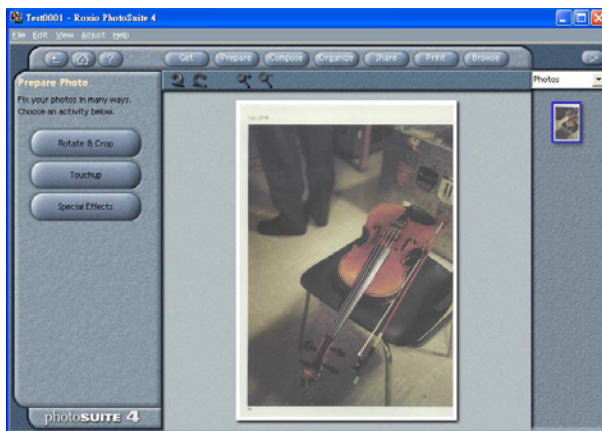 Test0001 - Roxio PhotoSuite 4
File Edit View Adjust Help
Get Prepare Compose Organize Share Print Browse
Prepare Photo
Fix your photos in many ways.
Choose an activity below.
Rotate & Crop
Touchup
Special Effects
Photos
photoSUITE 4